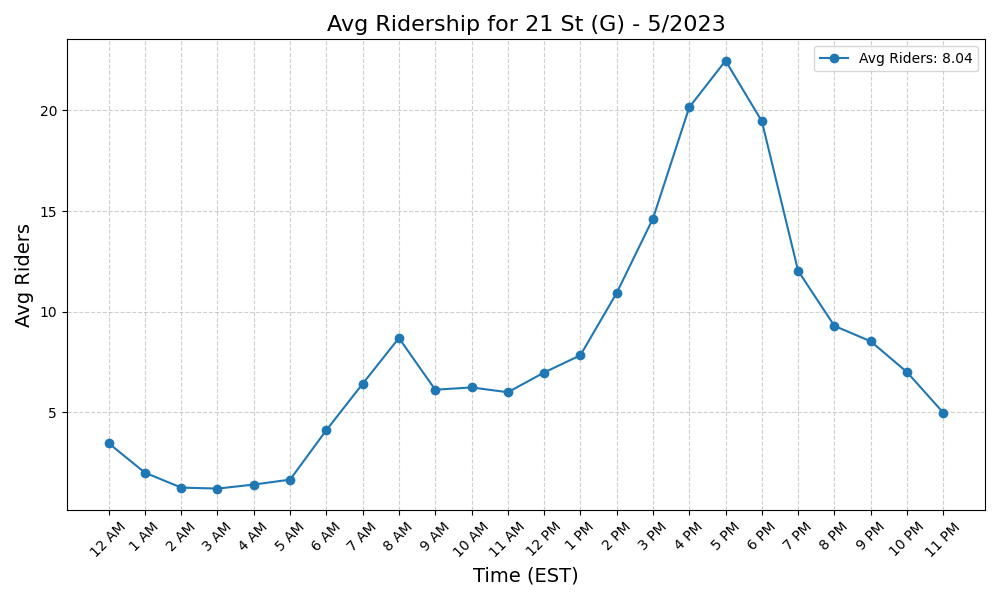 Avg Ridership for 21 St (G) - 5/2023
Avg Riders: 8.04
Avg Riders
20
15
10
5
12 AM
1 AM
2 AM
3 AM
4 AM
5 AM
6 AM
7 AM
8 AM
9 AM
10 AM
11 AM
12 PM
1 PM
2 PM
3 PM
4 PM
5 PM
6 PM
7 PM
8 PM
9 PM
10 PM
11 PM
Time (EST)